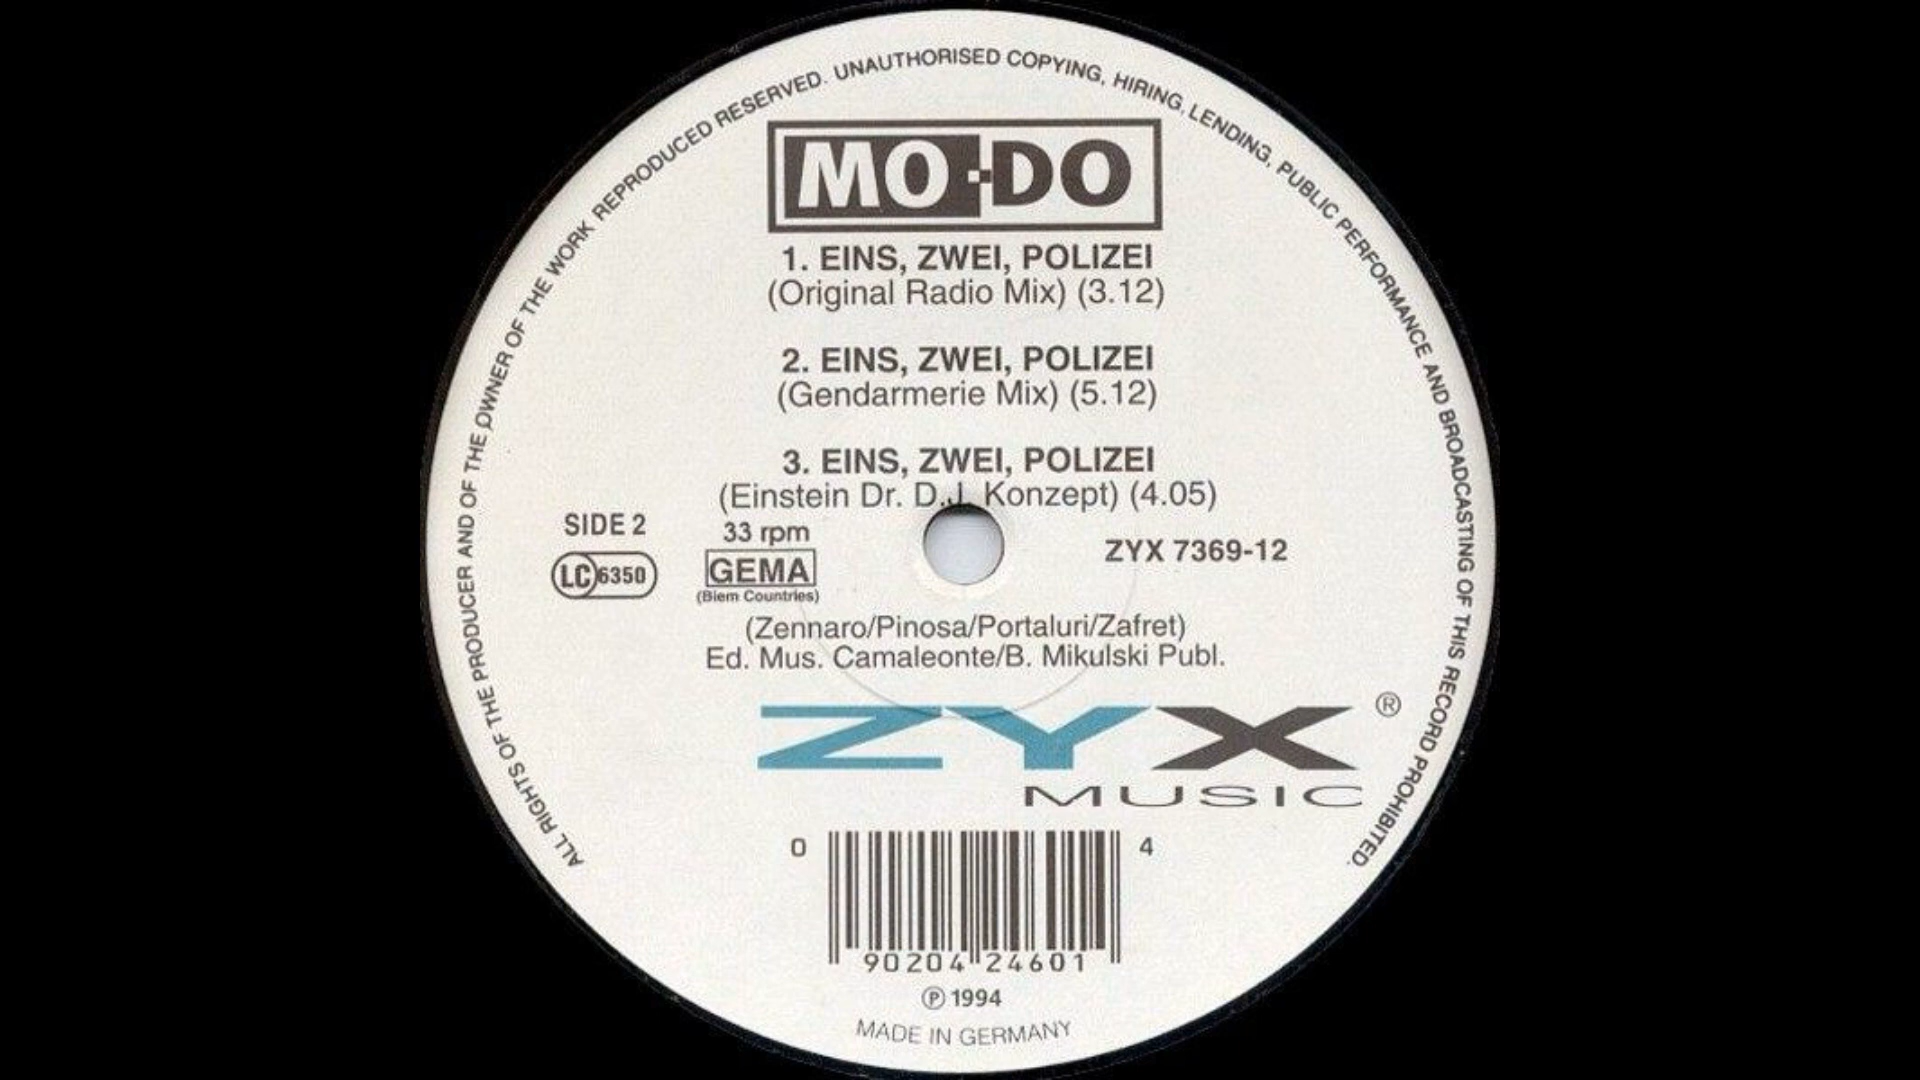 ALL RIGHTS OF THE PRODUCER AND OF THE OWNER OF THE WORK REPRODUCED RESERVED. UNAUTHORISED COPYING, HIRING, LENDING, PUBLIC PERFORMANCE AND BROADCASTING OF THIS RECORD PROHIBITED.
MO-DO
1. EINS, ZWEI, POLIZEI
(Original Radio Mix) (3.12)
2. EINS, ZWEI, POLIZEI
(Gendarmerie Mix) (5.12)
3. EINS, ZWEI, POLIZEI
(Einstein Dr. D.J. Konzept) (4.05)
SIDE 2
LC 6350
33 rpm
GEMA
(Biem Countries)
ZYX 7369-12
(Zennaro/Pinosa/Portaluri/Zafret)
Ed. Mus. Camaleonte/B. Mikulski Publ.
ZYX ®
MUSIC
0 90204 24601 4
℗ 1994
MADE IN GERMANY